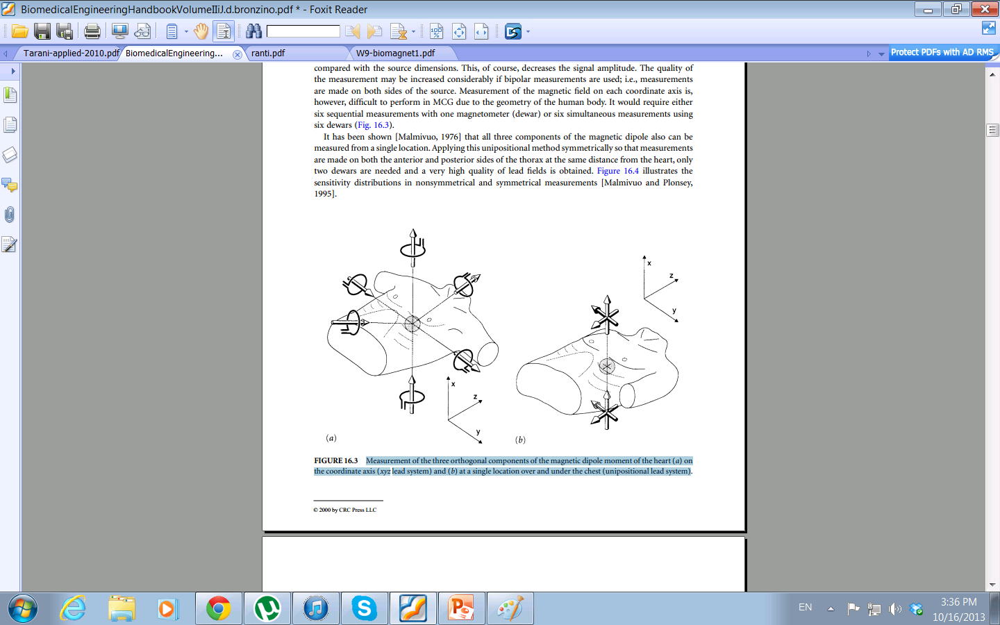 BiomedicalEngineeringHandbookVolumeIIiJ.d.bronzino.pdf * - Foxit Reader
Tarani-applied-2010.pdf
BiomedicalEngineering...
ranti.pdf
W9-biomagnet1.pdf
Protect PDFs with AD RMS
compared with the source dimensions. This, of course, decreases the signal amplitude. The quality of
the measurement may be increased considerably if bipolar measurements are used; i.e., measurements
are made on both sides of the source. Measurement of the magnetic field on each coordinate axis is,
however, difficult to perform in MCG due to the geometry of the human body. It would require either
six sequential measurements with one magnetometer (dewar) or six simultaneous measurements using
six dewars (Fig. 16.3).
It has been shown [Malmivuo, 1976] that all three components of the magnetic dipole also can be
measured from a single location. Applying this unipositional method symmetrically so that measurements
are made on both the anterior and posterior sides of the thorax at the same distance from the heart, only
two dewars are needed and a very high quality of lead fields is obtained. Figure 16.4 illustrates the
sensitivity distributions in nonsymmetrical and symmetrical measurements [Malmivuo and Plonsey,
1995].
x
z
y
x
z
y
(a)
(b)
FIGURE 16.3 Measurement of the three orthogonal components of the magnetic dipole moment of the heart (a) on
the coordinate axis (xyz lead system) and (b) at a single location over and under the chest (unipositional lead system).
© 2000 by CRC Press LLC
EN
3:36 PM
10/16/2013